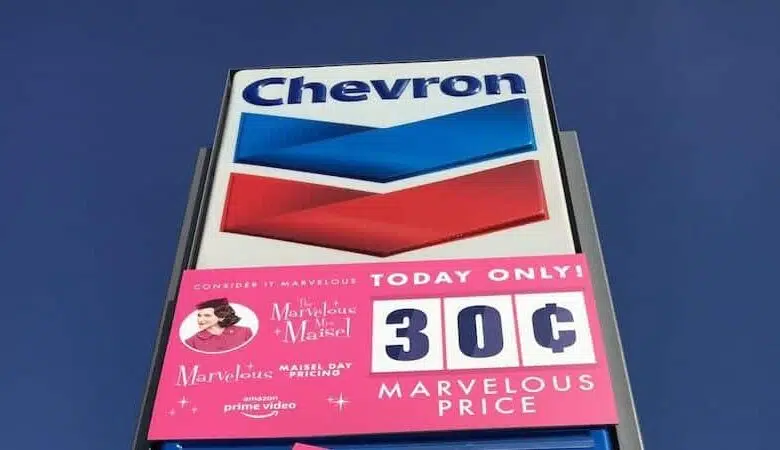 Chevron
CONSIDER IT MARVELOUS
TODAY ONLY!
The
Marvelous
Mrs
Maisel
30¢
Marvelous
MAISEL DAY
PRICING
MARVELOUS
PRICE
amazon
prime video